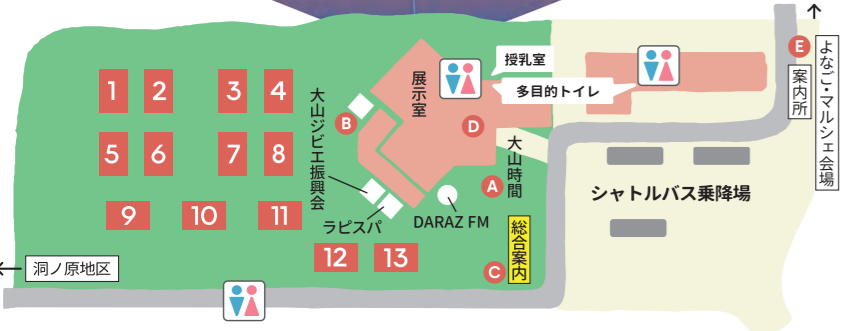 E
よなご・マルシェ会場
案内所
授乳室
多目的トイレ
展示室
1
2
3
4
大山ジビエ振興会
B
D
5
6
7
8
大山時間
A
シャトルバス乗降場
9
10
11
ラピスパ
DARAZ FM
総合案内
C
12
13
洞ノ原地区